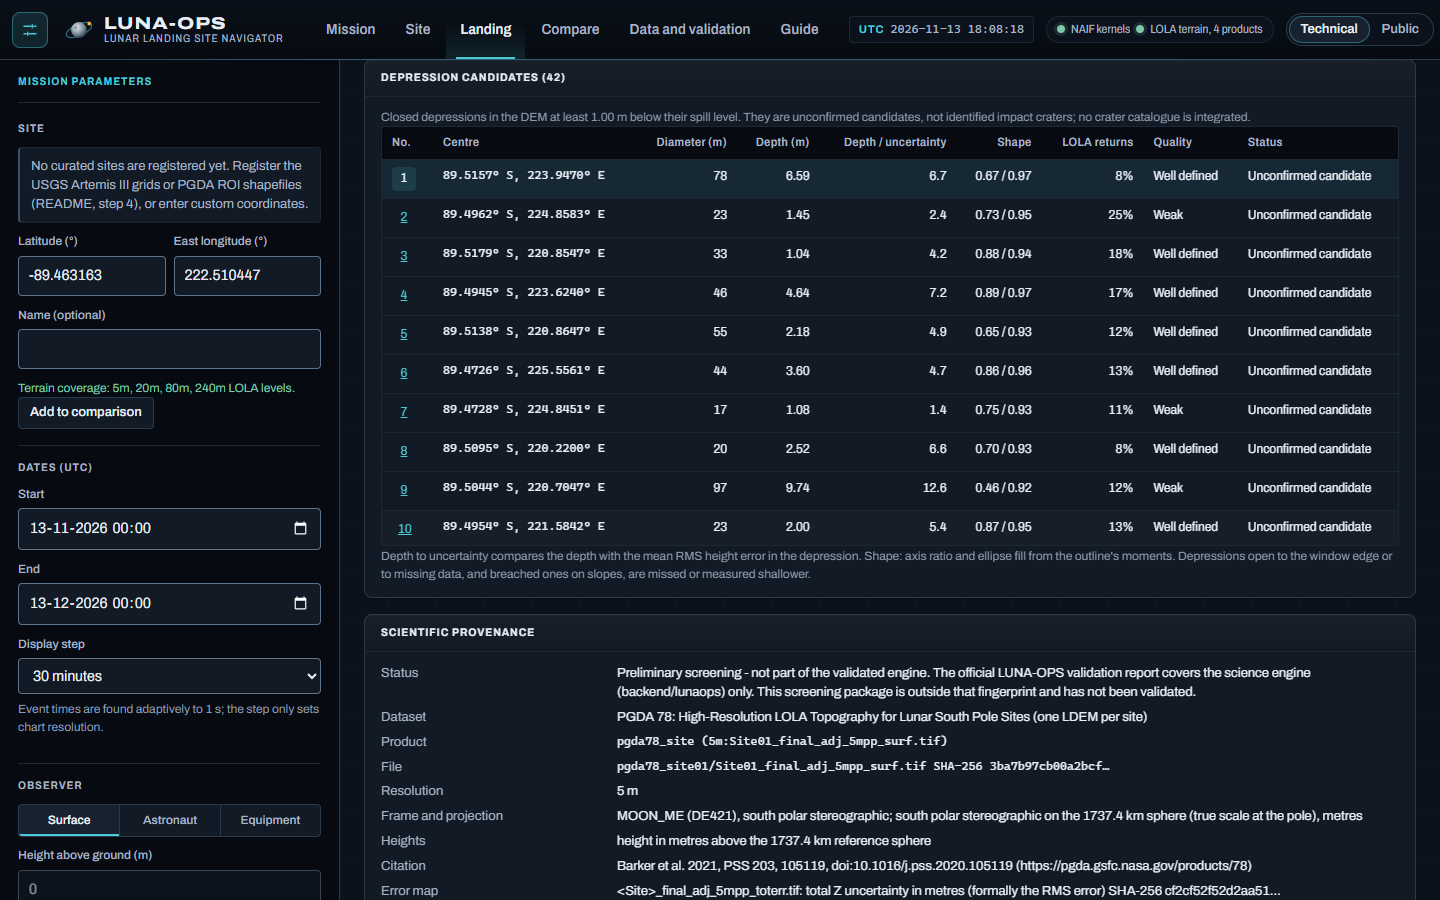 LUNA-OPS
LUNAR LANDING SITE NAVIGATOR
Mission
Site
Landing
Compare
Data and validation
Guide
UTC 2026-11-13 18:08:18
NAIF kernels
LOLA terrain, 4 products
Technical
Public
MISSION PARAMETERS
SITE
No curated sites are registered yet. Register the
USGS Artemis III grids or PGDA ROI shapefiles
(README, step 4), or enter custom coordinates.
Latitude (°)
East longitude (°)
-89.463163
222.510447
Name (optional)
Terrain coverage: 5m, 20m, 80m, 240m LOLA levels.
Add to comparison
DATES (UTC)
Start
13-11-2026 00:00
End
13-12-2026 00:00
Display step
30 minutes
Event times are found adaptively to 1 s; the step only sets
chart resolution.
OBSERVER
Surface
Astronaut
Equipment
Height above ground (m)
0
DEPRESSION CANDIDATES (42)
Closed depressions in the DEM at least 1.00 m below their spill level. They are unconfirmed candidates, not identified impact craters; no crater catalogue is integrated.
No. Centre Diameter (m) Depth (m) Depth / uncertainty Shape LOLA returns Quality Status
1 89.5157° S, 223.9470° E 78 6.59 6.7 0.67 / 0.97 8% Well defined Unconfirmed candidate
2 89.4962° S, 224.8583° E 23 1.45 2.4 0.73 / 0.95 25% Weak Unconfirmed candidate
3 89.5179° S, 220.8547° E 33 1.04 4.2 0.88 / 0.94 18% Well defined Unconfirmed candidate
4 89.4945° S, 223.6240° E 46 4.64 7.2 0.89 / 0.97 17% Well defined Unconfirmed candidate
5 89.5138° S, 220.8647° E 55 2.18 4.9 0.65 / 0.93 12% Well defined Unconfirmed candidate
6 89.4726° S, 225.5561° E 44 3.60 4.7 0.86 / 0.96 13% Well defined Unconfirmed candidate
7 89.4728° S, 224.8451° E 17 1.08 1.4 0.75 / 0.93 11% Weak Unconfirmed candidate
8 89.5095° S, 220.2200° E 20 2.52 6.6 0.70 / 0.93 8% Well defined Unconfirmed candidate
9 89.5044° S, 220.7047° E 97 9.74 12.6 0.46 / 0.92 12% Weak Unconfirmed candidate
10 89.4954° S, 221.5842° E 23 2.00 5.4 0.87 / 0.95 13% Well defined Unconfirmed candidate
Depth to uncertainty compares the depth with the mean RMS height error in the depression. Shape: axis ratio and ellipse fill from the outline's moments. Depressions open to the window edge or
to missing data, and breached ones on slopes, are missed or measured shallower.
SCIENTIFIC PROVENANCE
Status Preliminary screening - not part of the validated engine. The official LUNA-OPS validation report covers the science engine
(backend/lunaops) only. This screening package is outside that fingerprint and has not been validated.
Dataset PGDA 78: High-Resolution LOLA Topography for Lunar South Pole Sites (one LDEM per site)
Product pgda78_site (5m:Site01_final_adj_5mpp_surf.tif)
File pgda78_site01/Site01_final_adj_5mpp_surf.tif SHA-256 3ba7b97cb00a2bcf…
Resolution 5 m
Frame and projection MOON_ME (DE421), south polar stereographic; south polar stereographic on the 1737.4 km sphere (true scale at the pole), metres
Heights height in metres above the 1737.4 km reference sphere
Citation Barker et al. 2021, PSS 203, 105119, doi:10.1016/j.pss.2020.105119 (https://pgda.gsfc.nasa.gov/products/78)
Error map <Site>_final_adj_5mpp_toterr.tif: total Z uncertainty in metres (formally the RMS error) SHA-256 cf2cf52f52d2aa51…